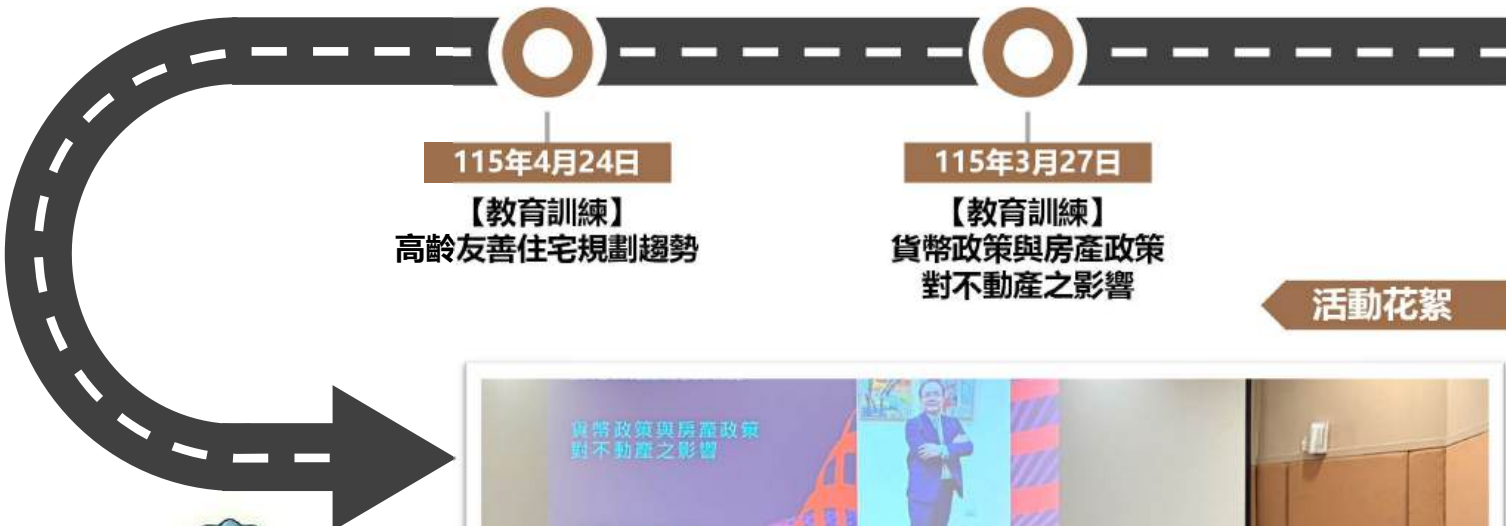 115年4月24日
【教育訓練】
高齡友善住宅規劃趨勢
115年3月27日
【教育訓練】
貨幣政策與房產政策
對不動產之影響
活動花絮
貨幣政策與房產政策
對不動產之影響